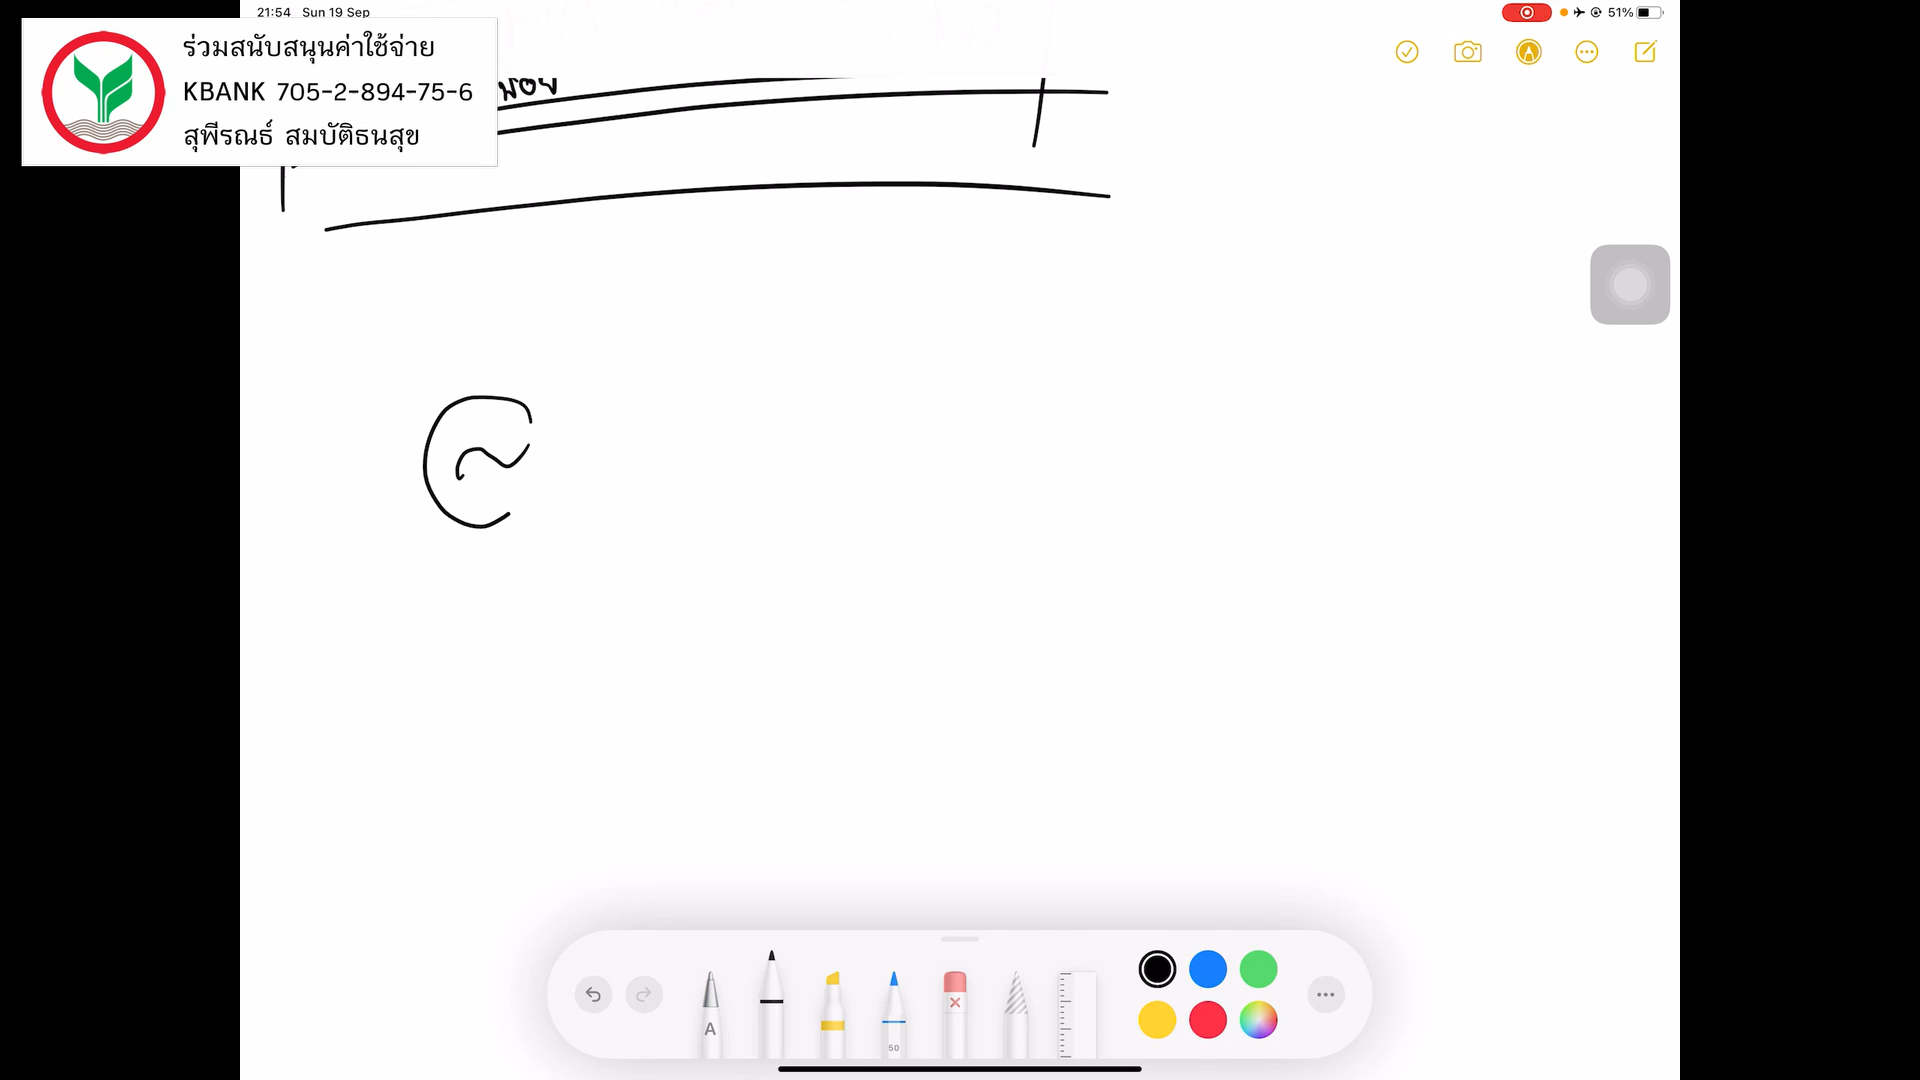 21:54 Sun 19 Sep
51%
ร่วมสนับสนุนค่าใช้จ่าย
KBANK 705-2-894-75-6
สุพีรณธ์ สมบัติธนสุข
A
50